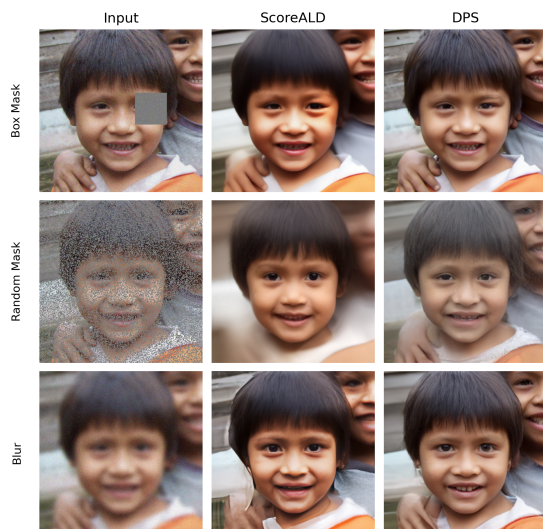 Input
ScoreALD
DPS
Box Mask
Random Mask
Blur